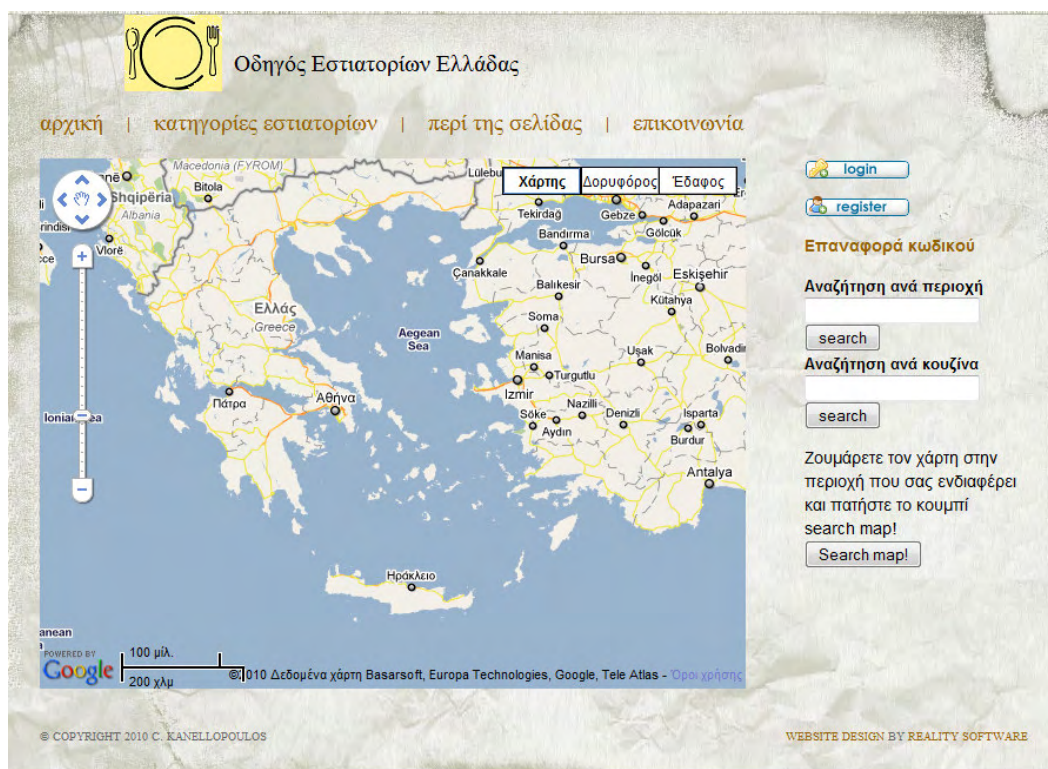 Οδηγός Εστιατορίων Ελλάδας
αρχική | κατηγορίες εστιατορίων | περί της σελίδας | επικοινωνία
Macedonia (FYROM)
Bitola
Shqipëria
Albania
Vlorë
Χάρτης Δορυφόρος Έδαφος
Tekirdağ
Gebze
Adapazari
Gölcük
Bandırma
Bursa
İnegöl
Eskişehir
Çanakkale
Balıkesir
Kütahya
Ελλάς
Greece
Soma
Aegean
Sea
Manisa
Uşak
Turgutlu
Izmir
Πάτρα
Αθήνα
Nazilli
Söke
Aydın
Denizli
Isparta
Burdur
Antalya
Ηράκλειο
POWERED BY
Google
100 μίλ.
200 χλμ
©2010 Δεδομένα χάρτη Basarsoft, Europa Technologies, Google, Tele Atlas - Όροι χρήσης
login
register
Επαναφορά κωδικού
Αναζήτηση ανά περιοχή
search
Αναζήτηση ανά κουζίνα
search
Ζουμάρετε τον χάρτη στην
περιοχή που σας ενδιαφέρει
και πατήστε το κουμπί
search map!
Search map!
© COPYRIGHT 2010 C. KANELLOPOULOS
WEBSITE DESIGN BY REALITY SOFTWARE